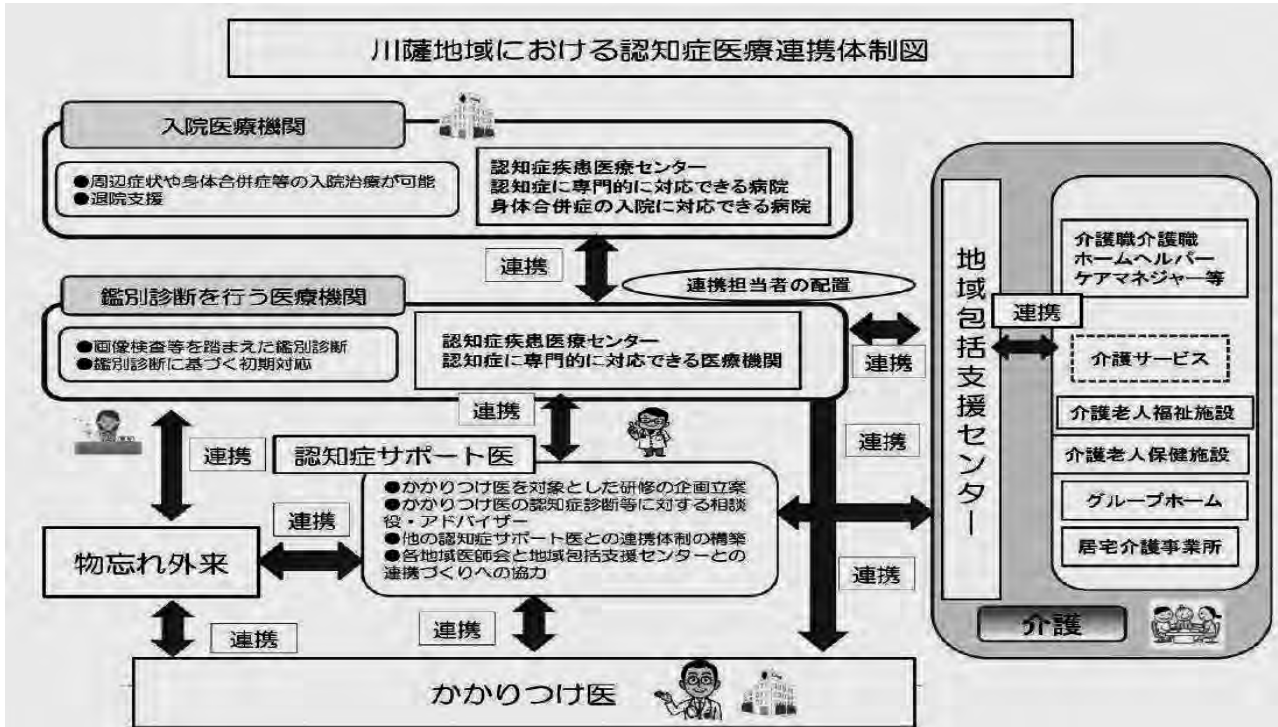 川薩地域における認知症医療連携体制図
入院医療機関
●周辺症状や身体合併症等の入院治療が可能
●退院支援
認知症疾患医療センター
認知症に専門的に対応できる病院
身体合併症の入院に対応できる病院
連携
連携担当者の配置
鑑別診断を行う医療機関
●画像検査等を踏まえた鑑別診断
●鑑別診断に基づく初期対応
認知症疾患医療センター
認知症に専門的に対応できる医療機関
連携
連携
連携
連携
認知症サポート医
●かかりつけ医を対象とした研修の企画立案
●かかりつけ医の認知症診断等に対する相談
役・アドバイザー
●他の認知症サポート医との連携体制の構築
●各地域医師会と地域包括支援センターとの
連携づくりへの協力
連携
物忘れ外来
連携
連携
連携
かかりつけ医
地域包括支援センター
連携
介護職介護職
ホームヘルパー
ケアマネジャー等
介護サービス
介護老人福祉施設
介護老人保健施設
グループホーム
居宅介護事業所
介護